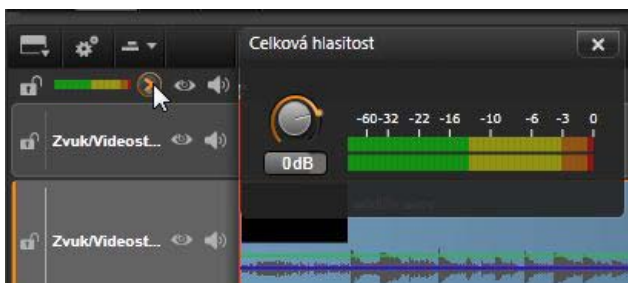 Celková hlasitost
-60 -32 -22 -16 -10 -6 -3 0
0dB
Zvuk/Videost...
Zvuk/Videost...